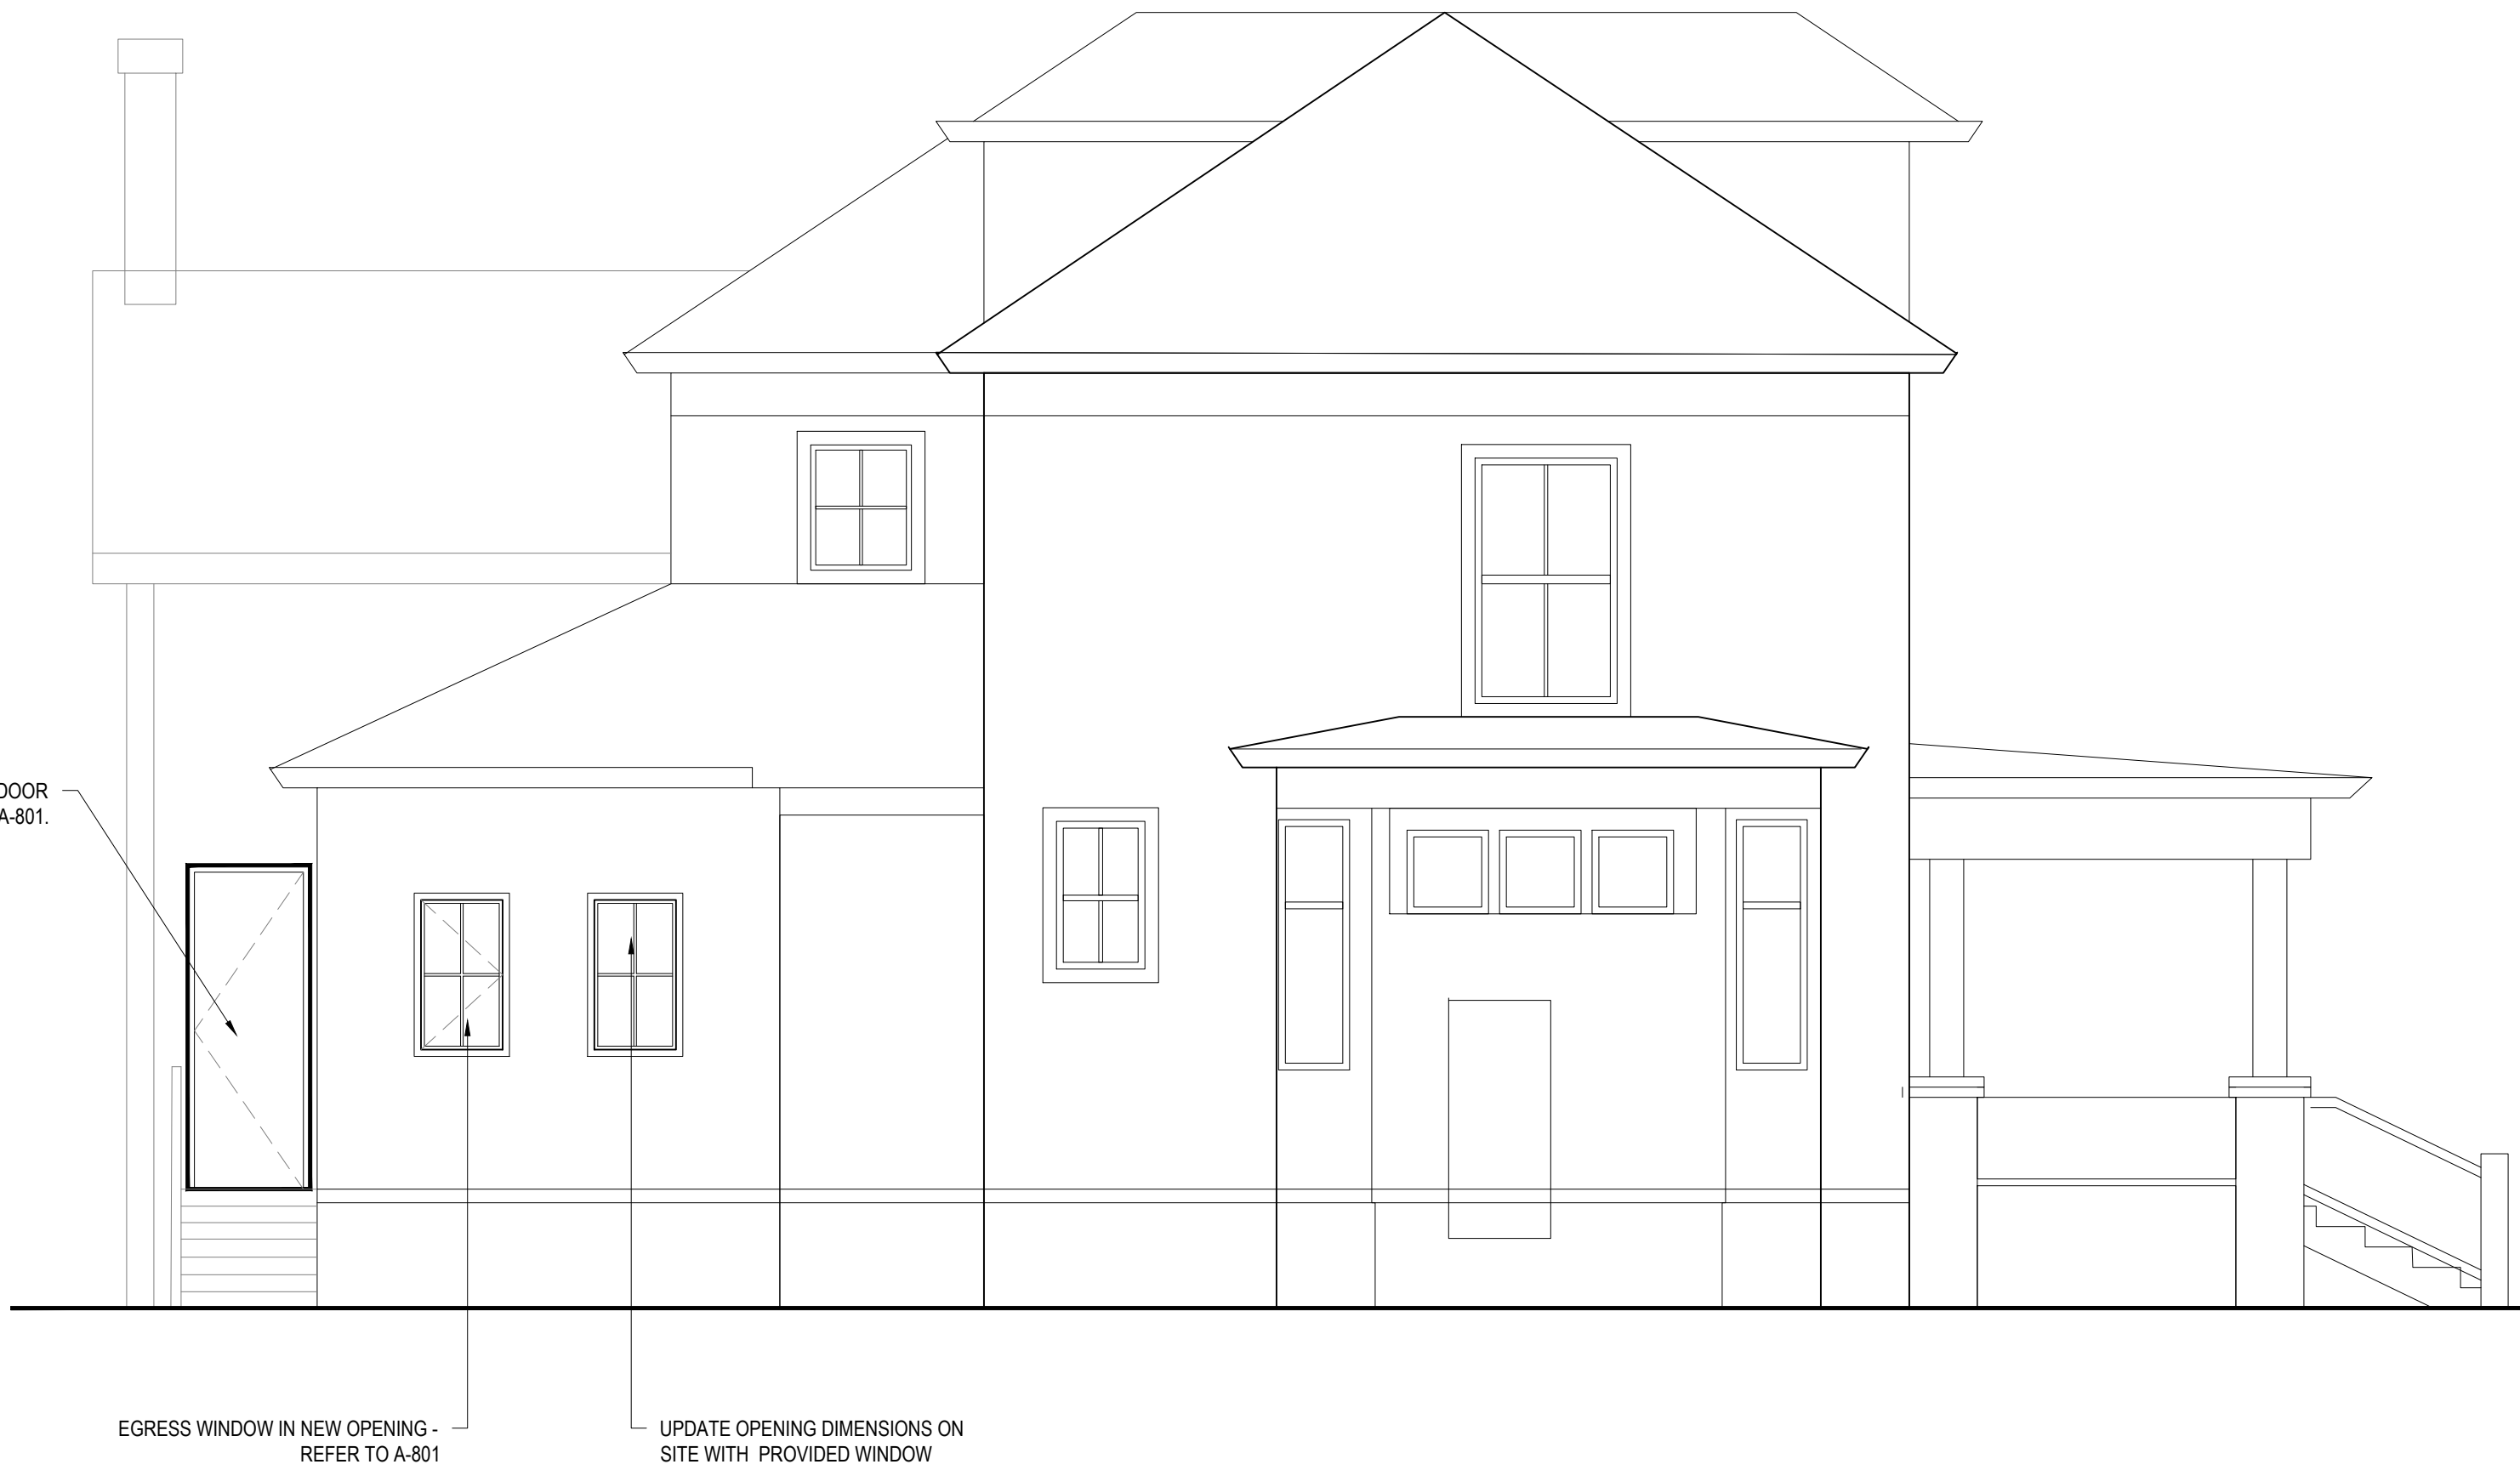 DOOR
A-801.
EGRESS WINDOW IN NEW OPENING -
REFER TO A-801
UPDATE OPENING DIMENSIONS ON
SITE WITH PROVIDED WINDOW